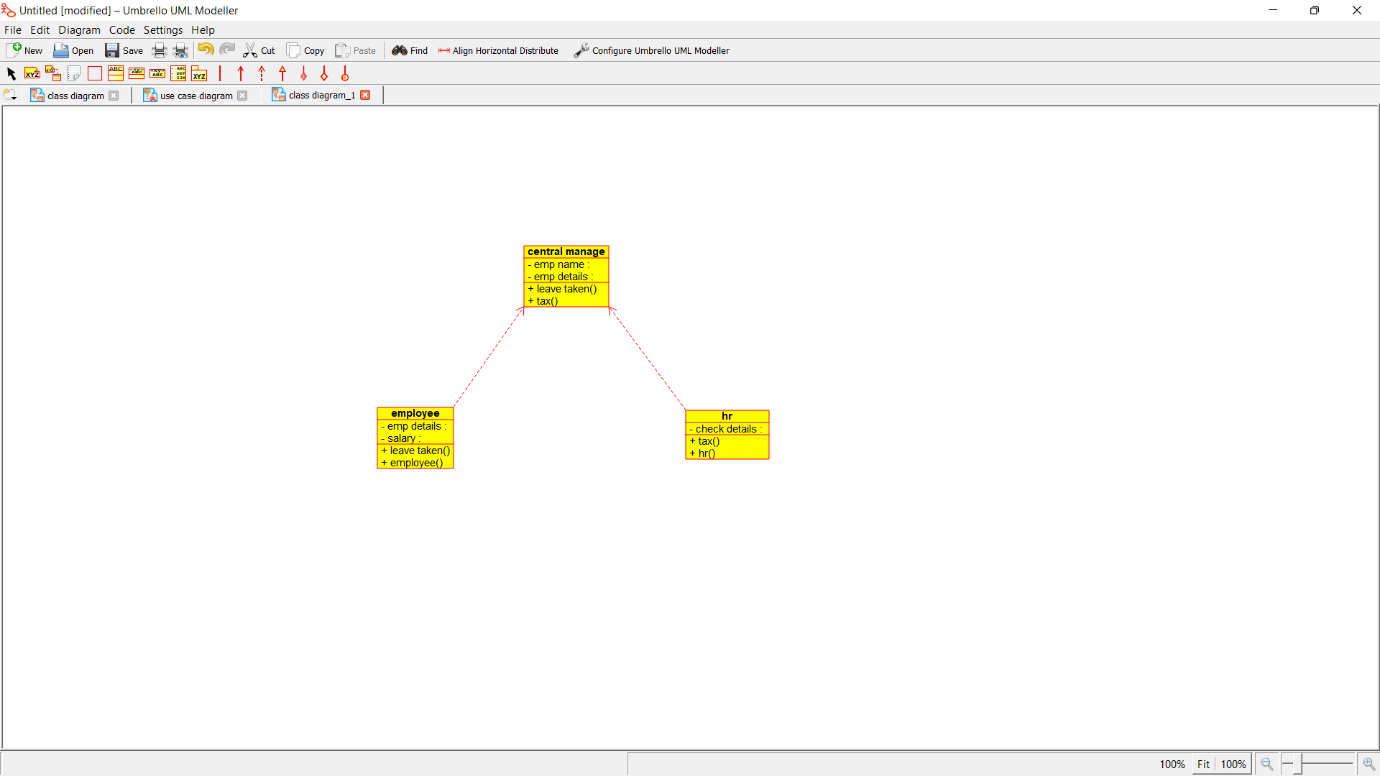 Untitled [modified] – Umbrello UML Modeller
File Edit Diagram Code Settings Help
New Open Save Cut Copy Paste Find Align Horizontal Distribute Configure Umbrello UML Modeller
class diagram use case diagram class diagram_1
central manage
- emp name :
- emp details :
+ leave taken()
+ tax()
employee
- emp details :
- salary :
+ leave taken()
+ employee()
hr
- check details :
+ tax()
+ hr()
100% Fit 100%